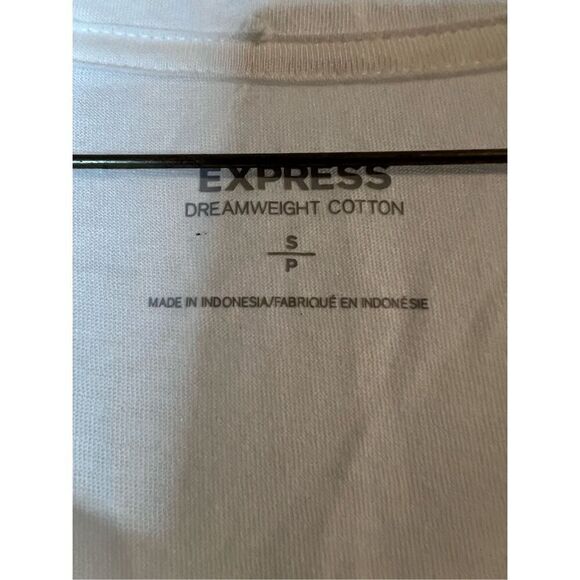 EXPRESS
DREAMWEIGHT COTTON
S
P
MADE IN INDONESIA/FABRIQUÉ EN INDONÉSIE